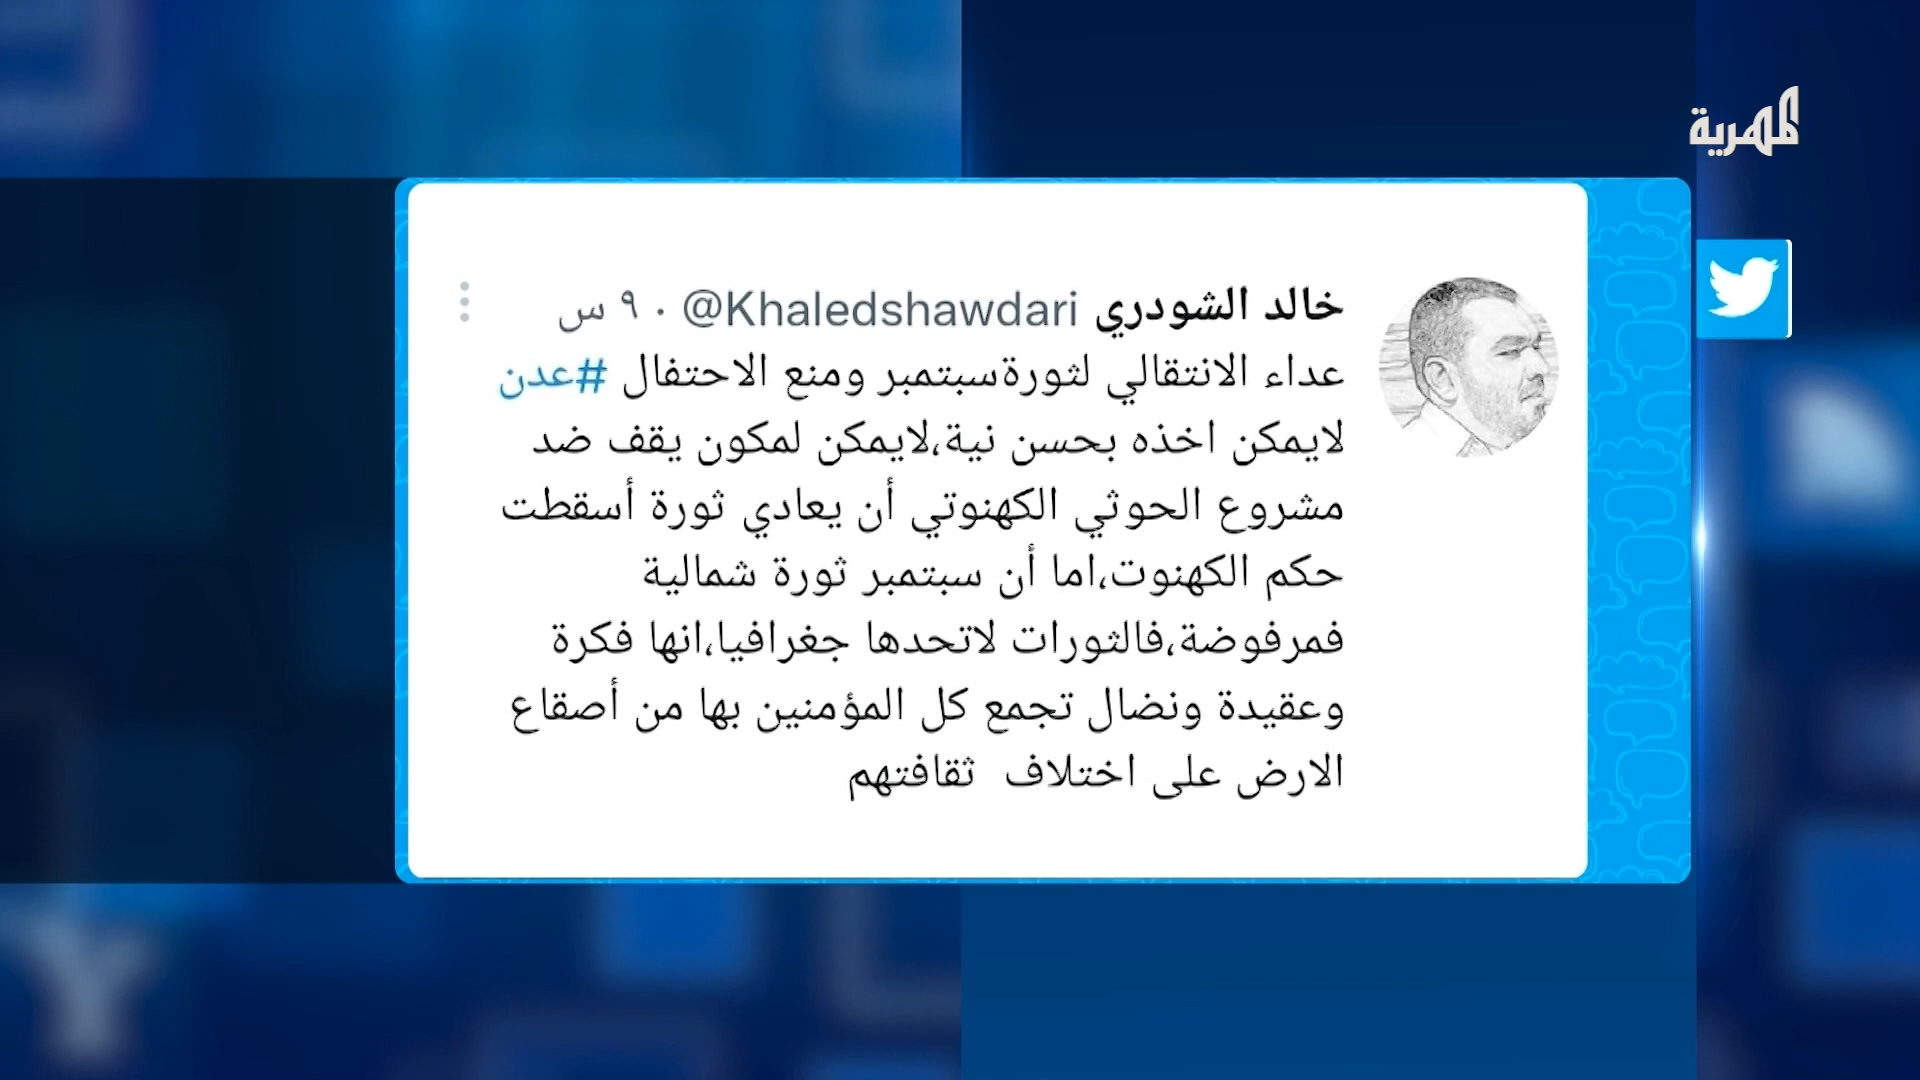 المهرية
خالد الشودري @Khaledshawdari · ٩ س
عداء الانتقالي لثورةسبتمبر ومنع الاحتفال #عدن
لايمكن اخذه بحسن نية،لايمكن لمكون يقف ضد
مشروع الحوثي الكهنوتي أن يعادي ثورة أسقطت
حكم الكهنوت،اما أن سبتمبر ثورة شمالية
فمرفوضة،فالثورات لاتحدها جغرافيا،انها فكرة
وعقيدة ونضال تجمع كل المؤمنين بها من أصقاع
الارض على اختلاف ثقافتهم